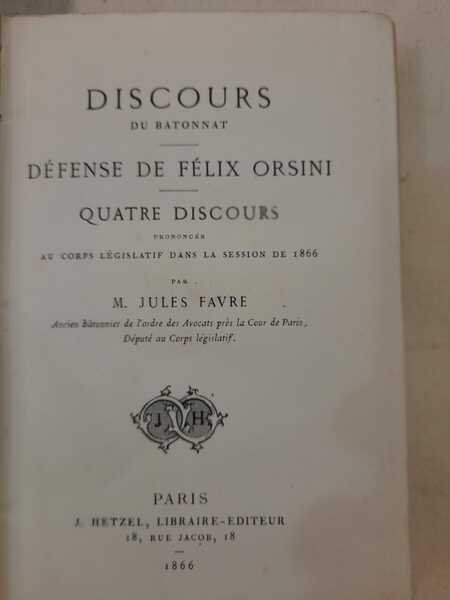 DISCOURS
DU BATONNAT
DÉFENSE DE FÉLIX ORSINI
QUATRE DISCOURS
PRONONCÉS
AU CORPS LÉGISLATIF DANS LA SESSION DE 1866
PAR
M. JULES FAVRE
Ancien bâtonnier de l'ordre des Avocats près la Cour de Paris,
Député au Corps législatif.
J H
PARIS
J. HETZEL, LIBRAIRE-EDITEUR
18, RUE JACOB, 18
1866